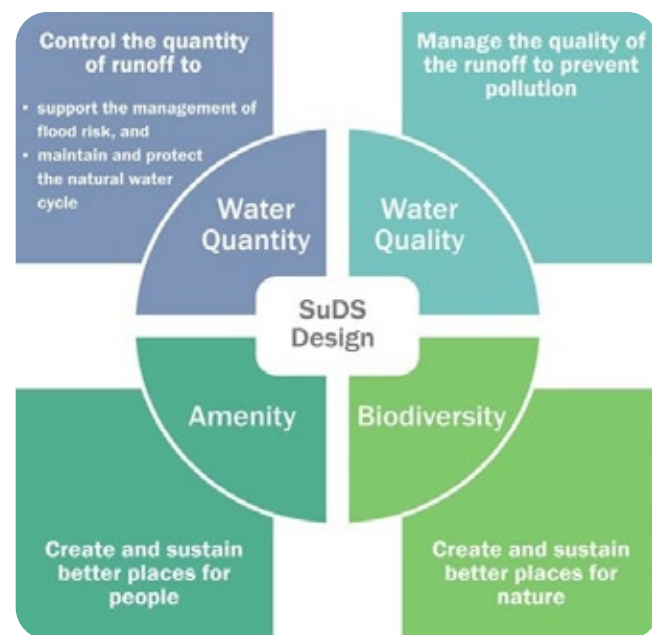 Control the quantity
of runoff to
• support the management of
flood risk, and
• maintain and protect
the natural water
cycle
Manage the quality of
the runoff to prevent
pollution
Water
Quantity
Water
Quality
SuDS
Design
Amenity
Biodiversity
Create and sustain
better places for
people
Create and sustain
better places for
nature